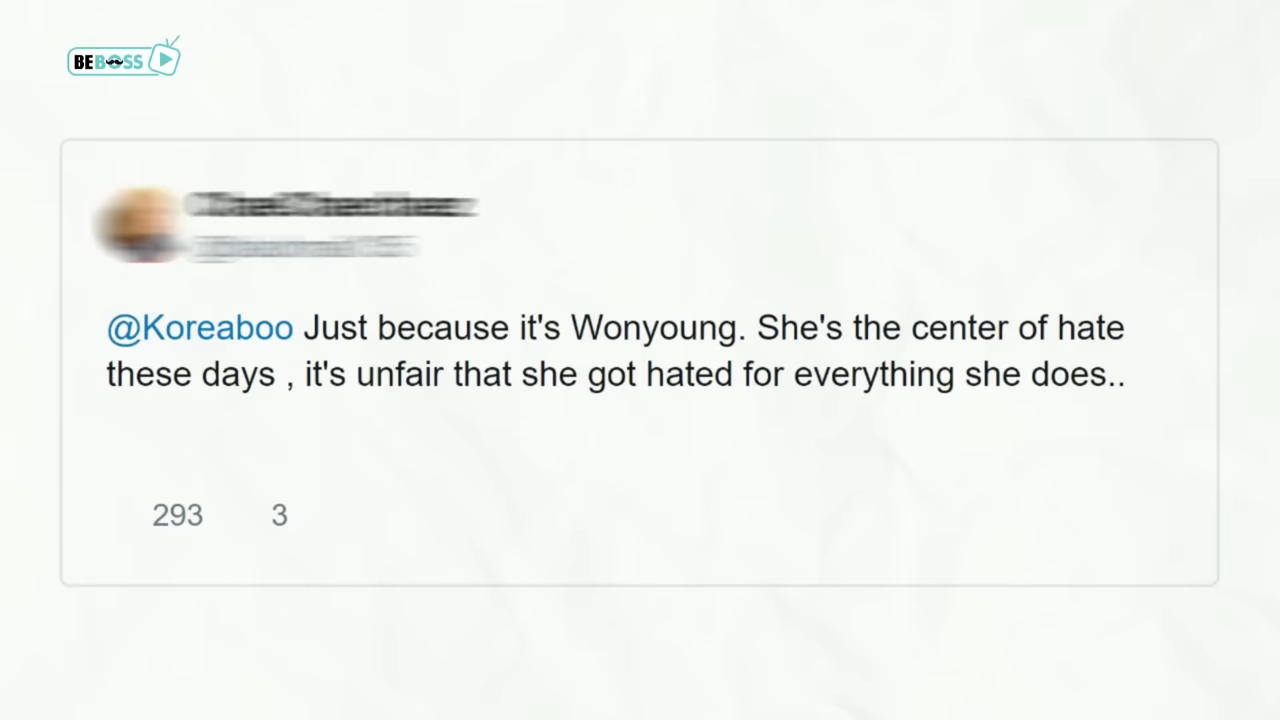 BEBOSS
@Koreaboo Just because it's Wonyoung. She's the center of hate
these days , it's unfair that she got hated for everything she does..
293 3